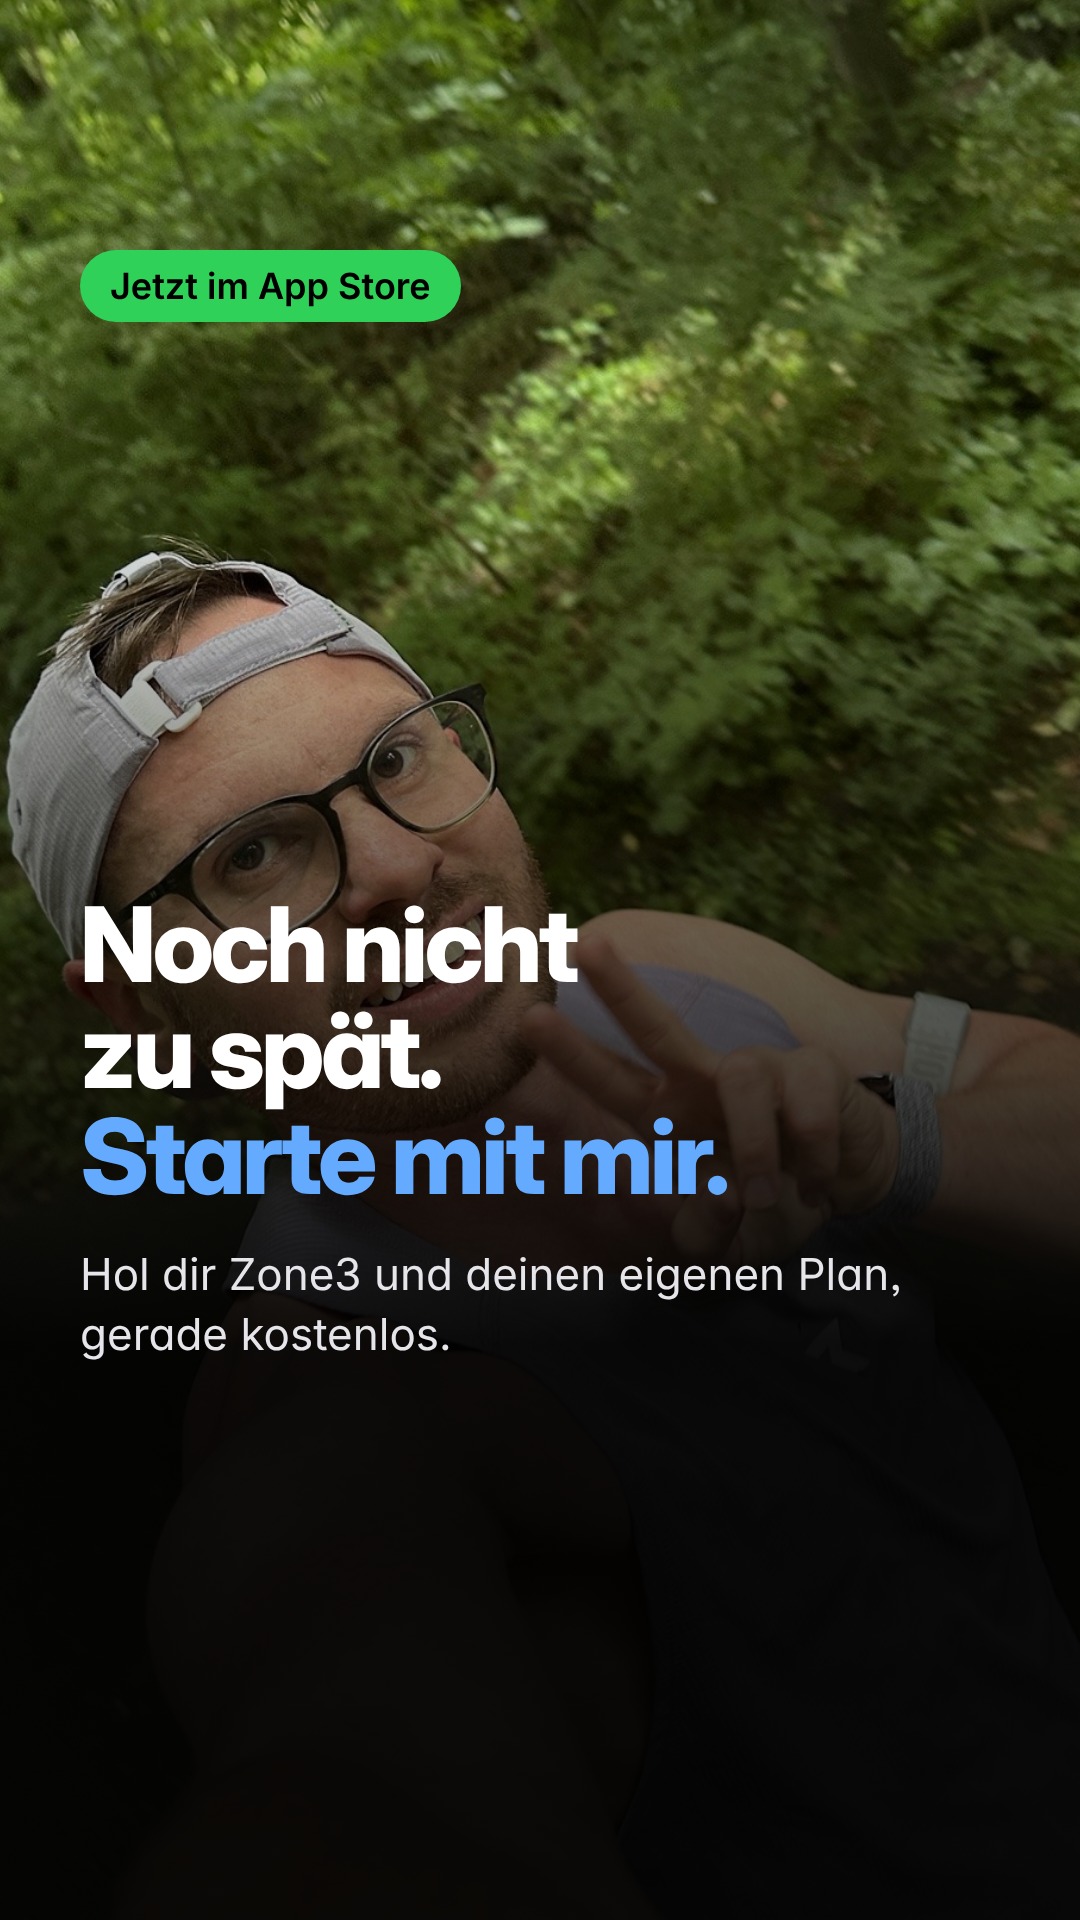 Jetzt im App Store
Noch nicht
zu spät.
Starte mit mir.
Hol dir Zone3 und deinen eigenen Plan,
gerade kostenlos.